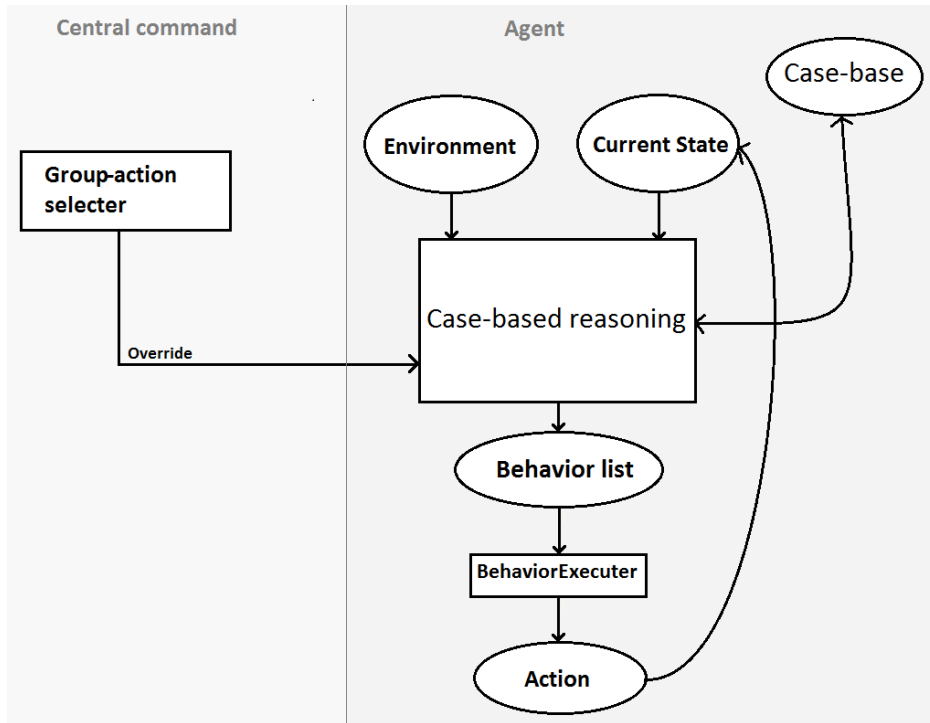 Central command
Agent
Case-base
Environment
Current State
Group-action
selecter
Case-based reasoning
Override
Behavior list
BehaviorExecuter
Action